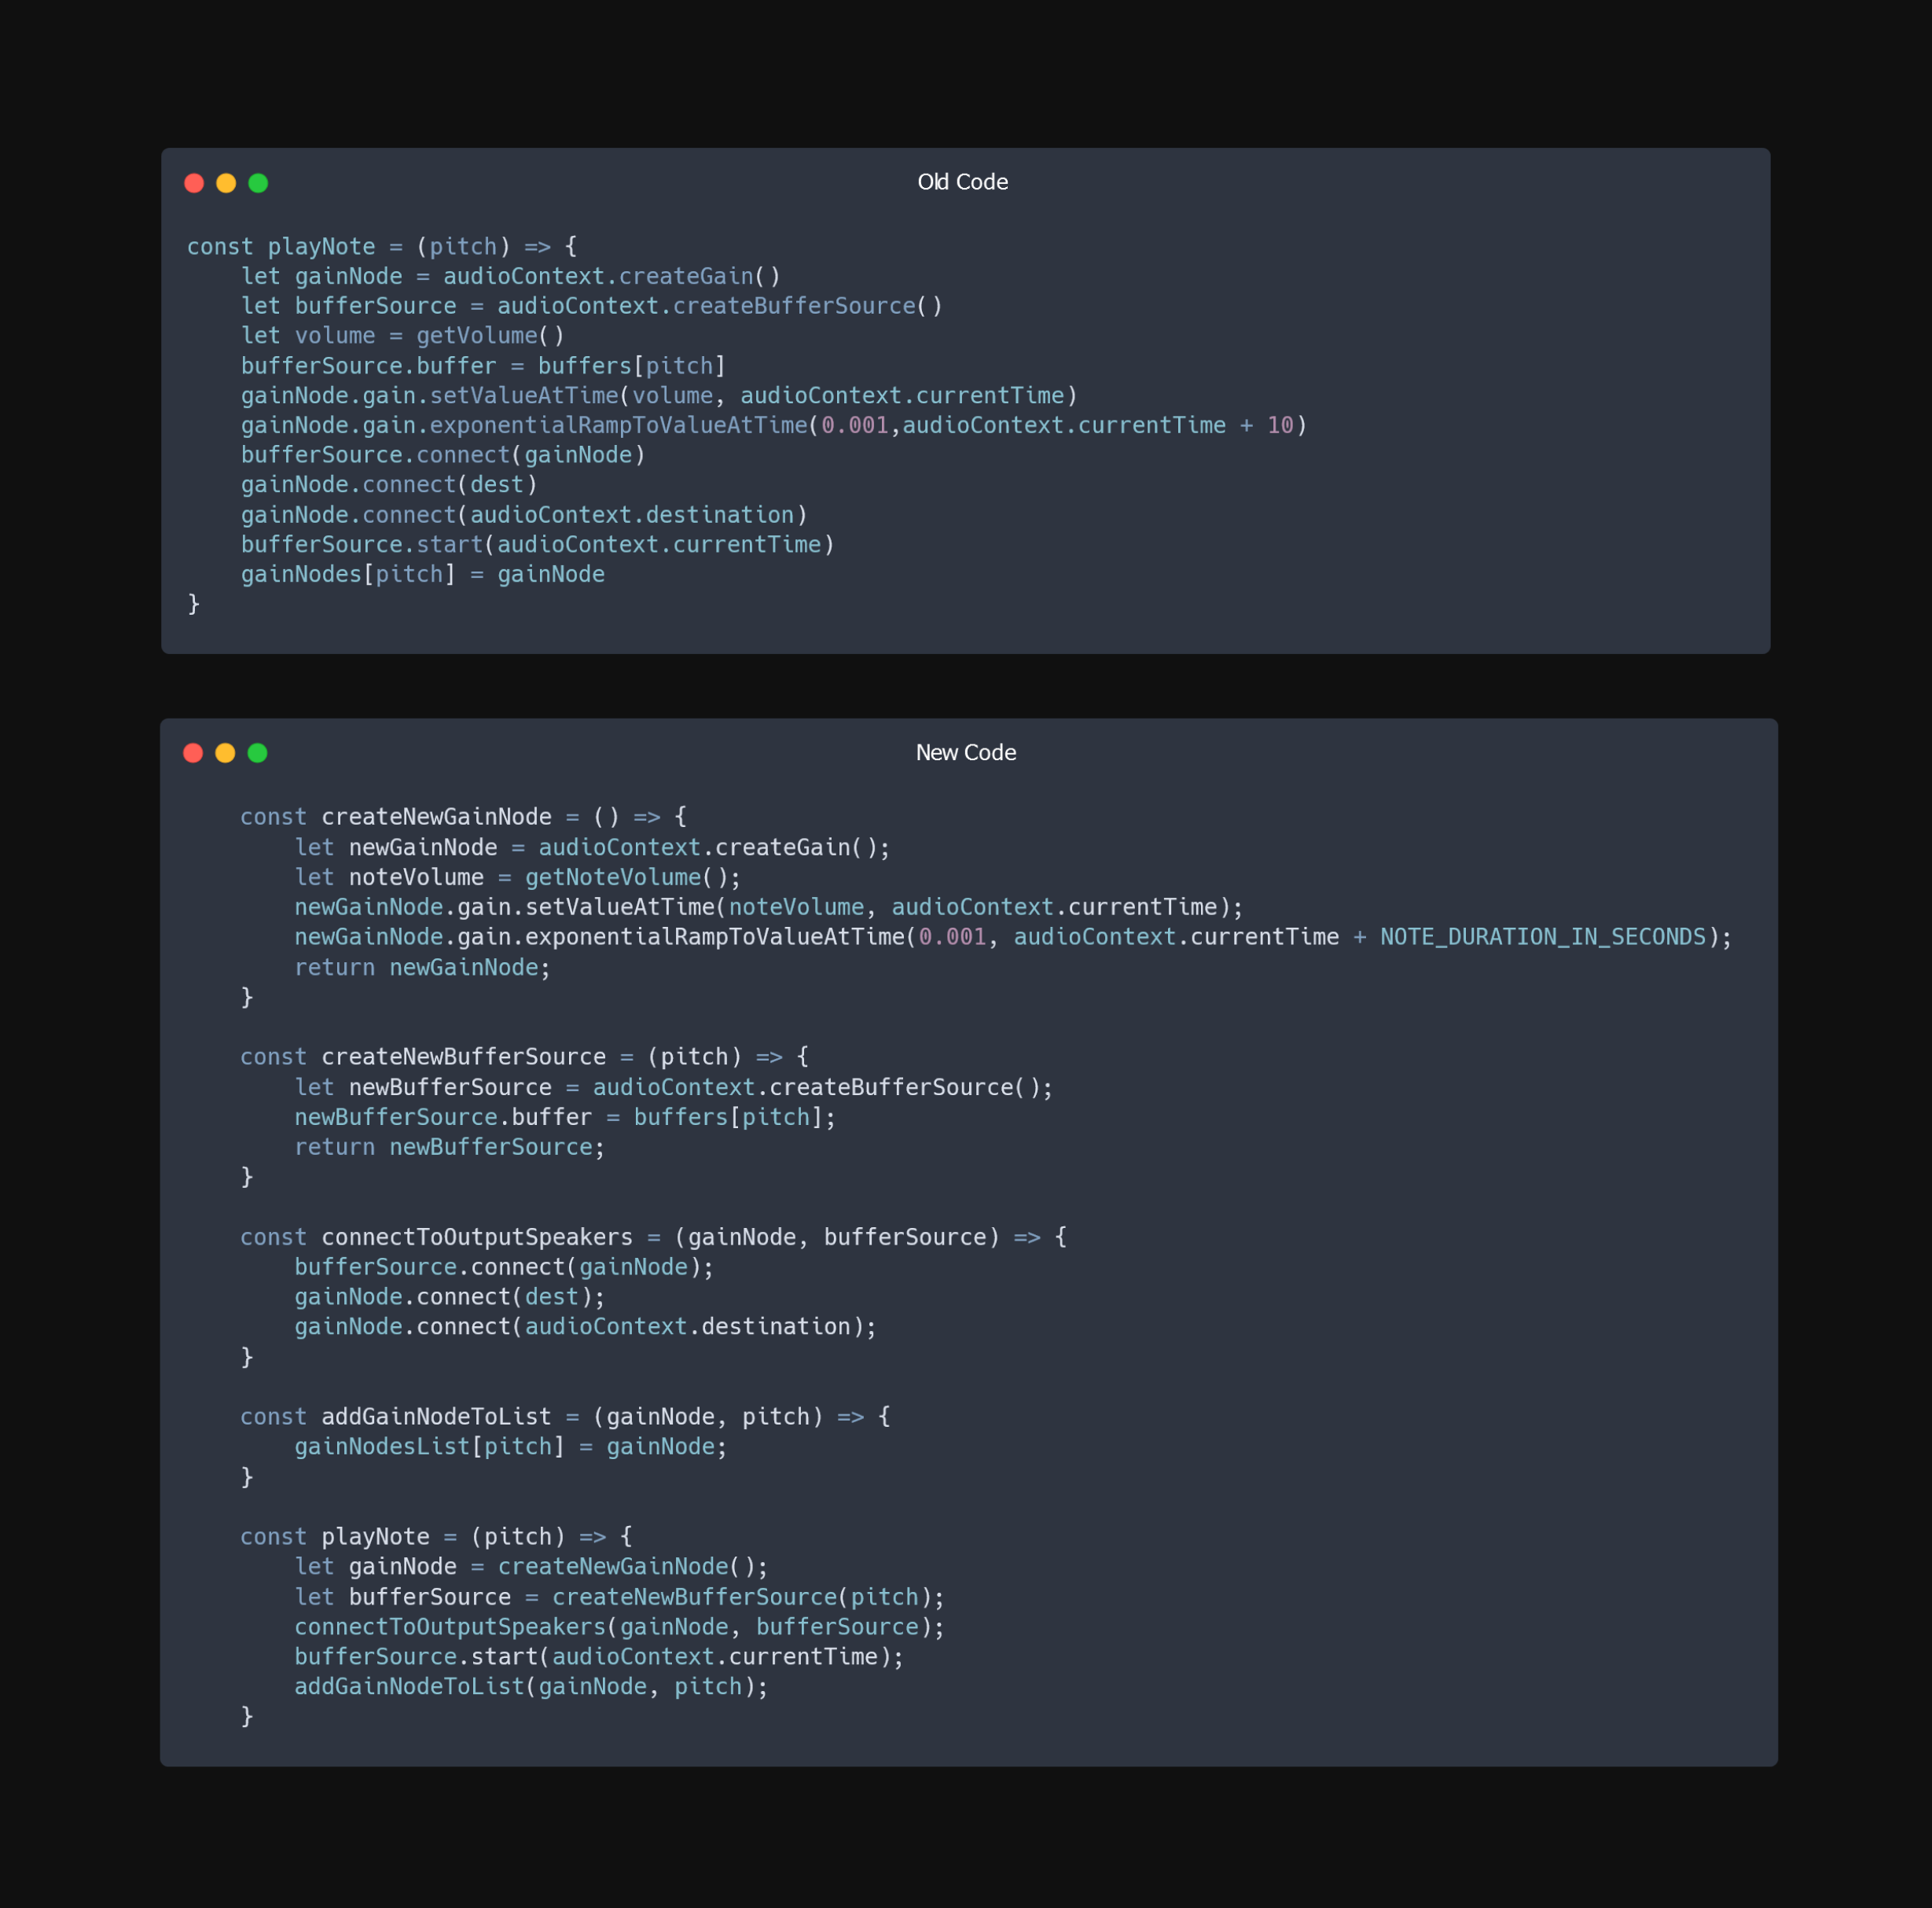 Old Code
const playNote = (pitch) => {
    let gainNode = audioContext.createGain()
    let bufferSource = audioContext.createBufferSource()
    let volume = getVolume()
    bufferSource.buffer = buffers[pitch]
    gainNode.gain.setValueAtTime(volume, audioContext.currentTime)
    gainNode.gain.exponentialRampToValueAtTime(0.001,audioContext.currentTime + 10)
    bufferSource.connect(gainNode)
    gainNode.connect(dest)
    gainNode.connect(audioContext.destination)
    bufferSource.start(audioContext.currentTime)
    gainNodes[pitch] = gainNode
}
New Code
    const createNewGainNode = () => {
        let newGainNode = audioContext.createGain();
        let noteVolume = getNoteVolume();
        newGainNode.gain.setValueAtTime(noteVolume, audioContext.currentTime);
        newGainNode.gain.exponentialRampToValueAtTime(0.001, audioContext.currentTime + NOTE_DURATION_IN_SECONDS);
        return newGainNode;
    }

    const createNewBufferSource = (pitch) => {
        let newBufferSource = audioContext.createBufferSource();
        newBufferSource.buffer = buffers[pitch];
        return newBufferSource;
    }

    const connectToOutputSpeakers = (gainNode, bufferSource) => {
        bufferSource.connect(gainNode);
        gainNode.connect(dest);
        gainNode.connect(audioContext.destination);
    }

    const addGainNodeToList = (gainNode, pitch) => {
        gainNodesList[pitch] = gainNode;
    }

    const playNote = (pitch) => {
        let gainNode = createNewGainNode();
        let bufferSource = createNewBufferSource(pitch);
        connectToOutputSpeakers(gainNode, bufferSource);
        bufferSource.start(audioContext.currentTime);
        addGainNodeToList(gainNode, pitch);
    }